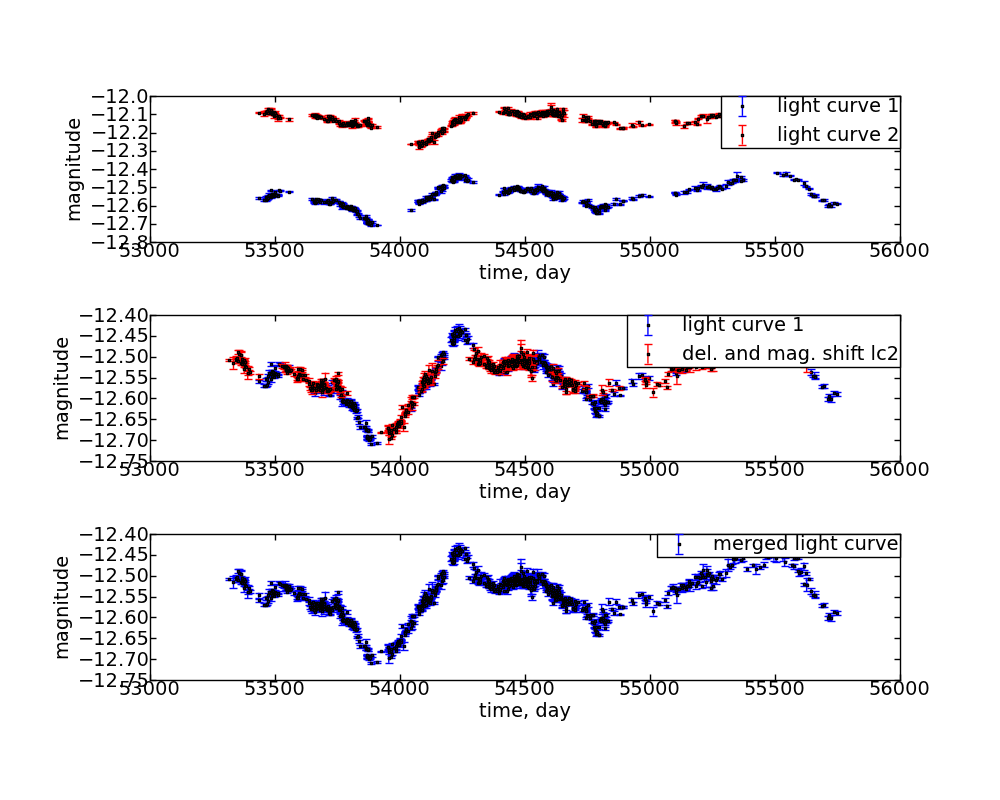 −12.0
−12.1
−12.2
−12.3
−12.4
−12.5
−12.6
−12.7
−12.8
magnitude
light curve 1
light curve 2
53000 53500 54000 54500 55000 55500 56000
time, day
−12.40
−12.45
−12.50
−12.55
−12.60
−12.65
−12.70
−12.75
magnitude
light curve 1
del. and mag. shift lc2
53000 53500 54000 54500 55000 55500 56000
time, day
−12.40
−12.45
−12.50
−12.55
−12.60
−12.65
−12.70
−12.75
magnitude
merged light curve
53000 53500 54000 54500 55000 55500 56000
time, day